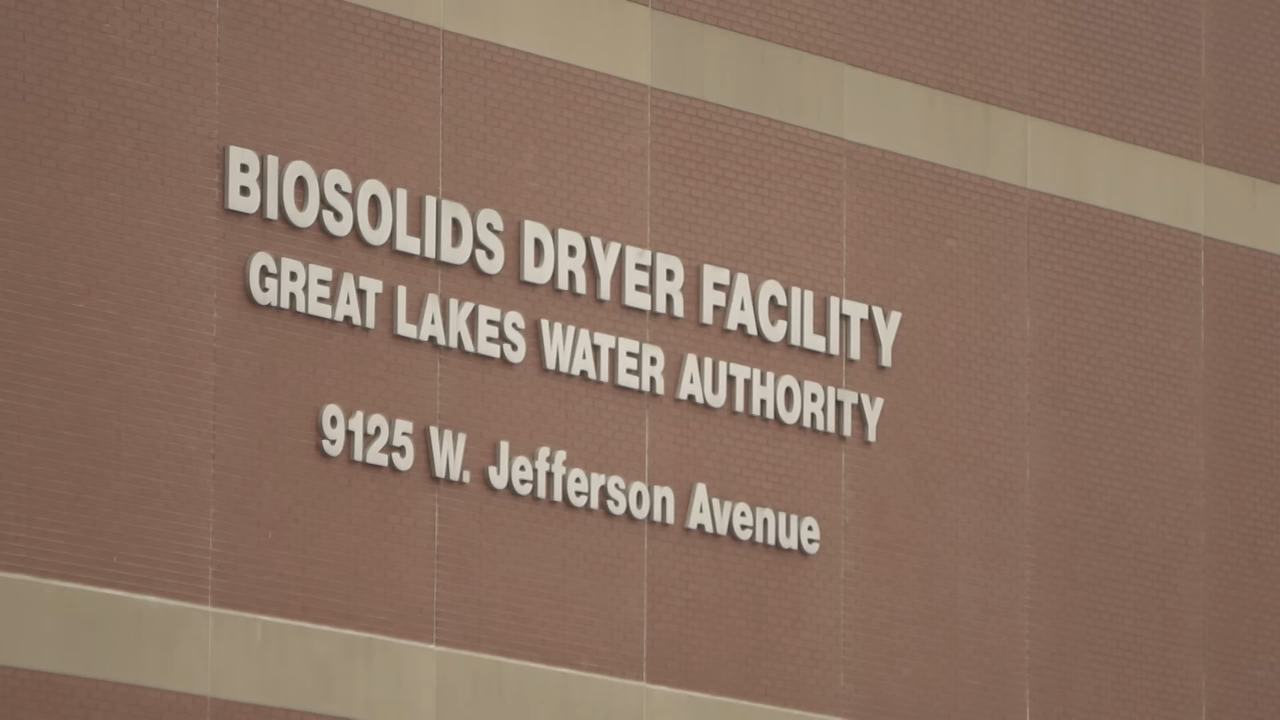 BIOSOLIDS DRYER FACILITY
GREAT LAKES WATER AUTHORITY
9125 W. Jefferson Avenue